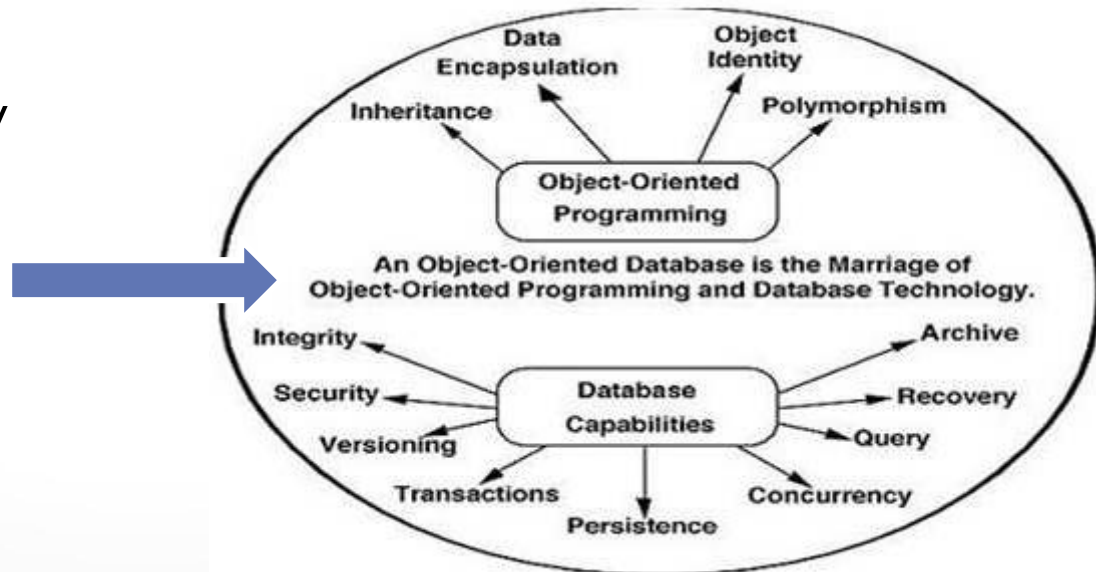 y
Data
Encapsulation
Object
Identity
Inheritance
Polymorphism
Object-Oriented
Programming
An Object-Oriented Database is the Marriage of
Object-Oriented Programming and Database Technology.
Integrity
Archive
Security
Database
Capabilities
Recovery
Versioning
Query
Transactions
Concurrency
Persistence